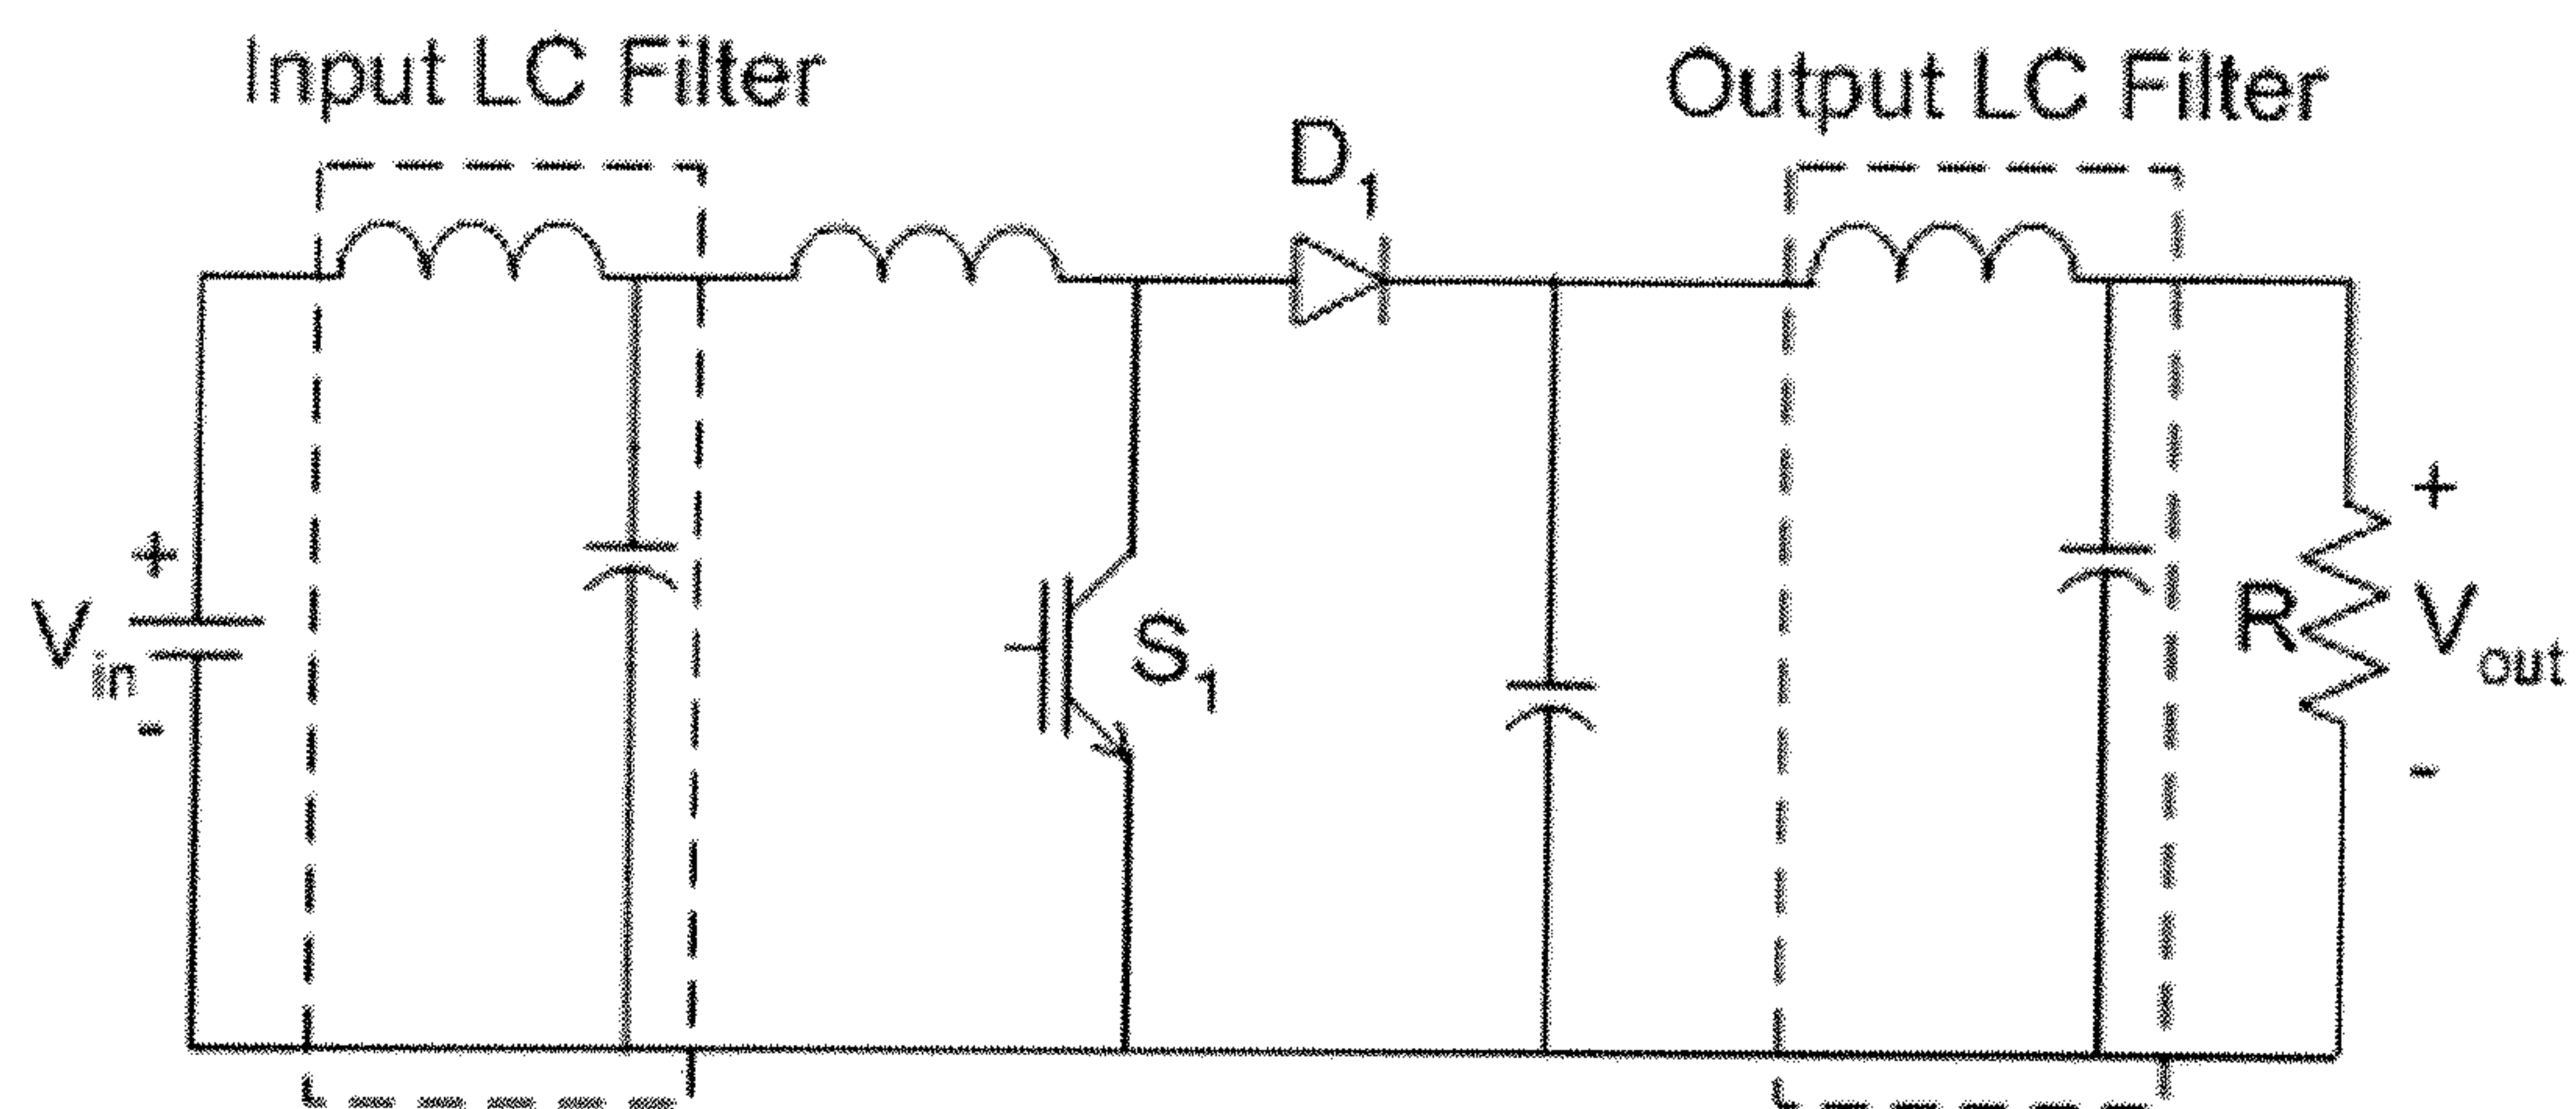 Input LC Filter
Output LC Filter
D1
+
Vin
-
S1
R
+
Vout
-